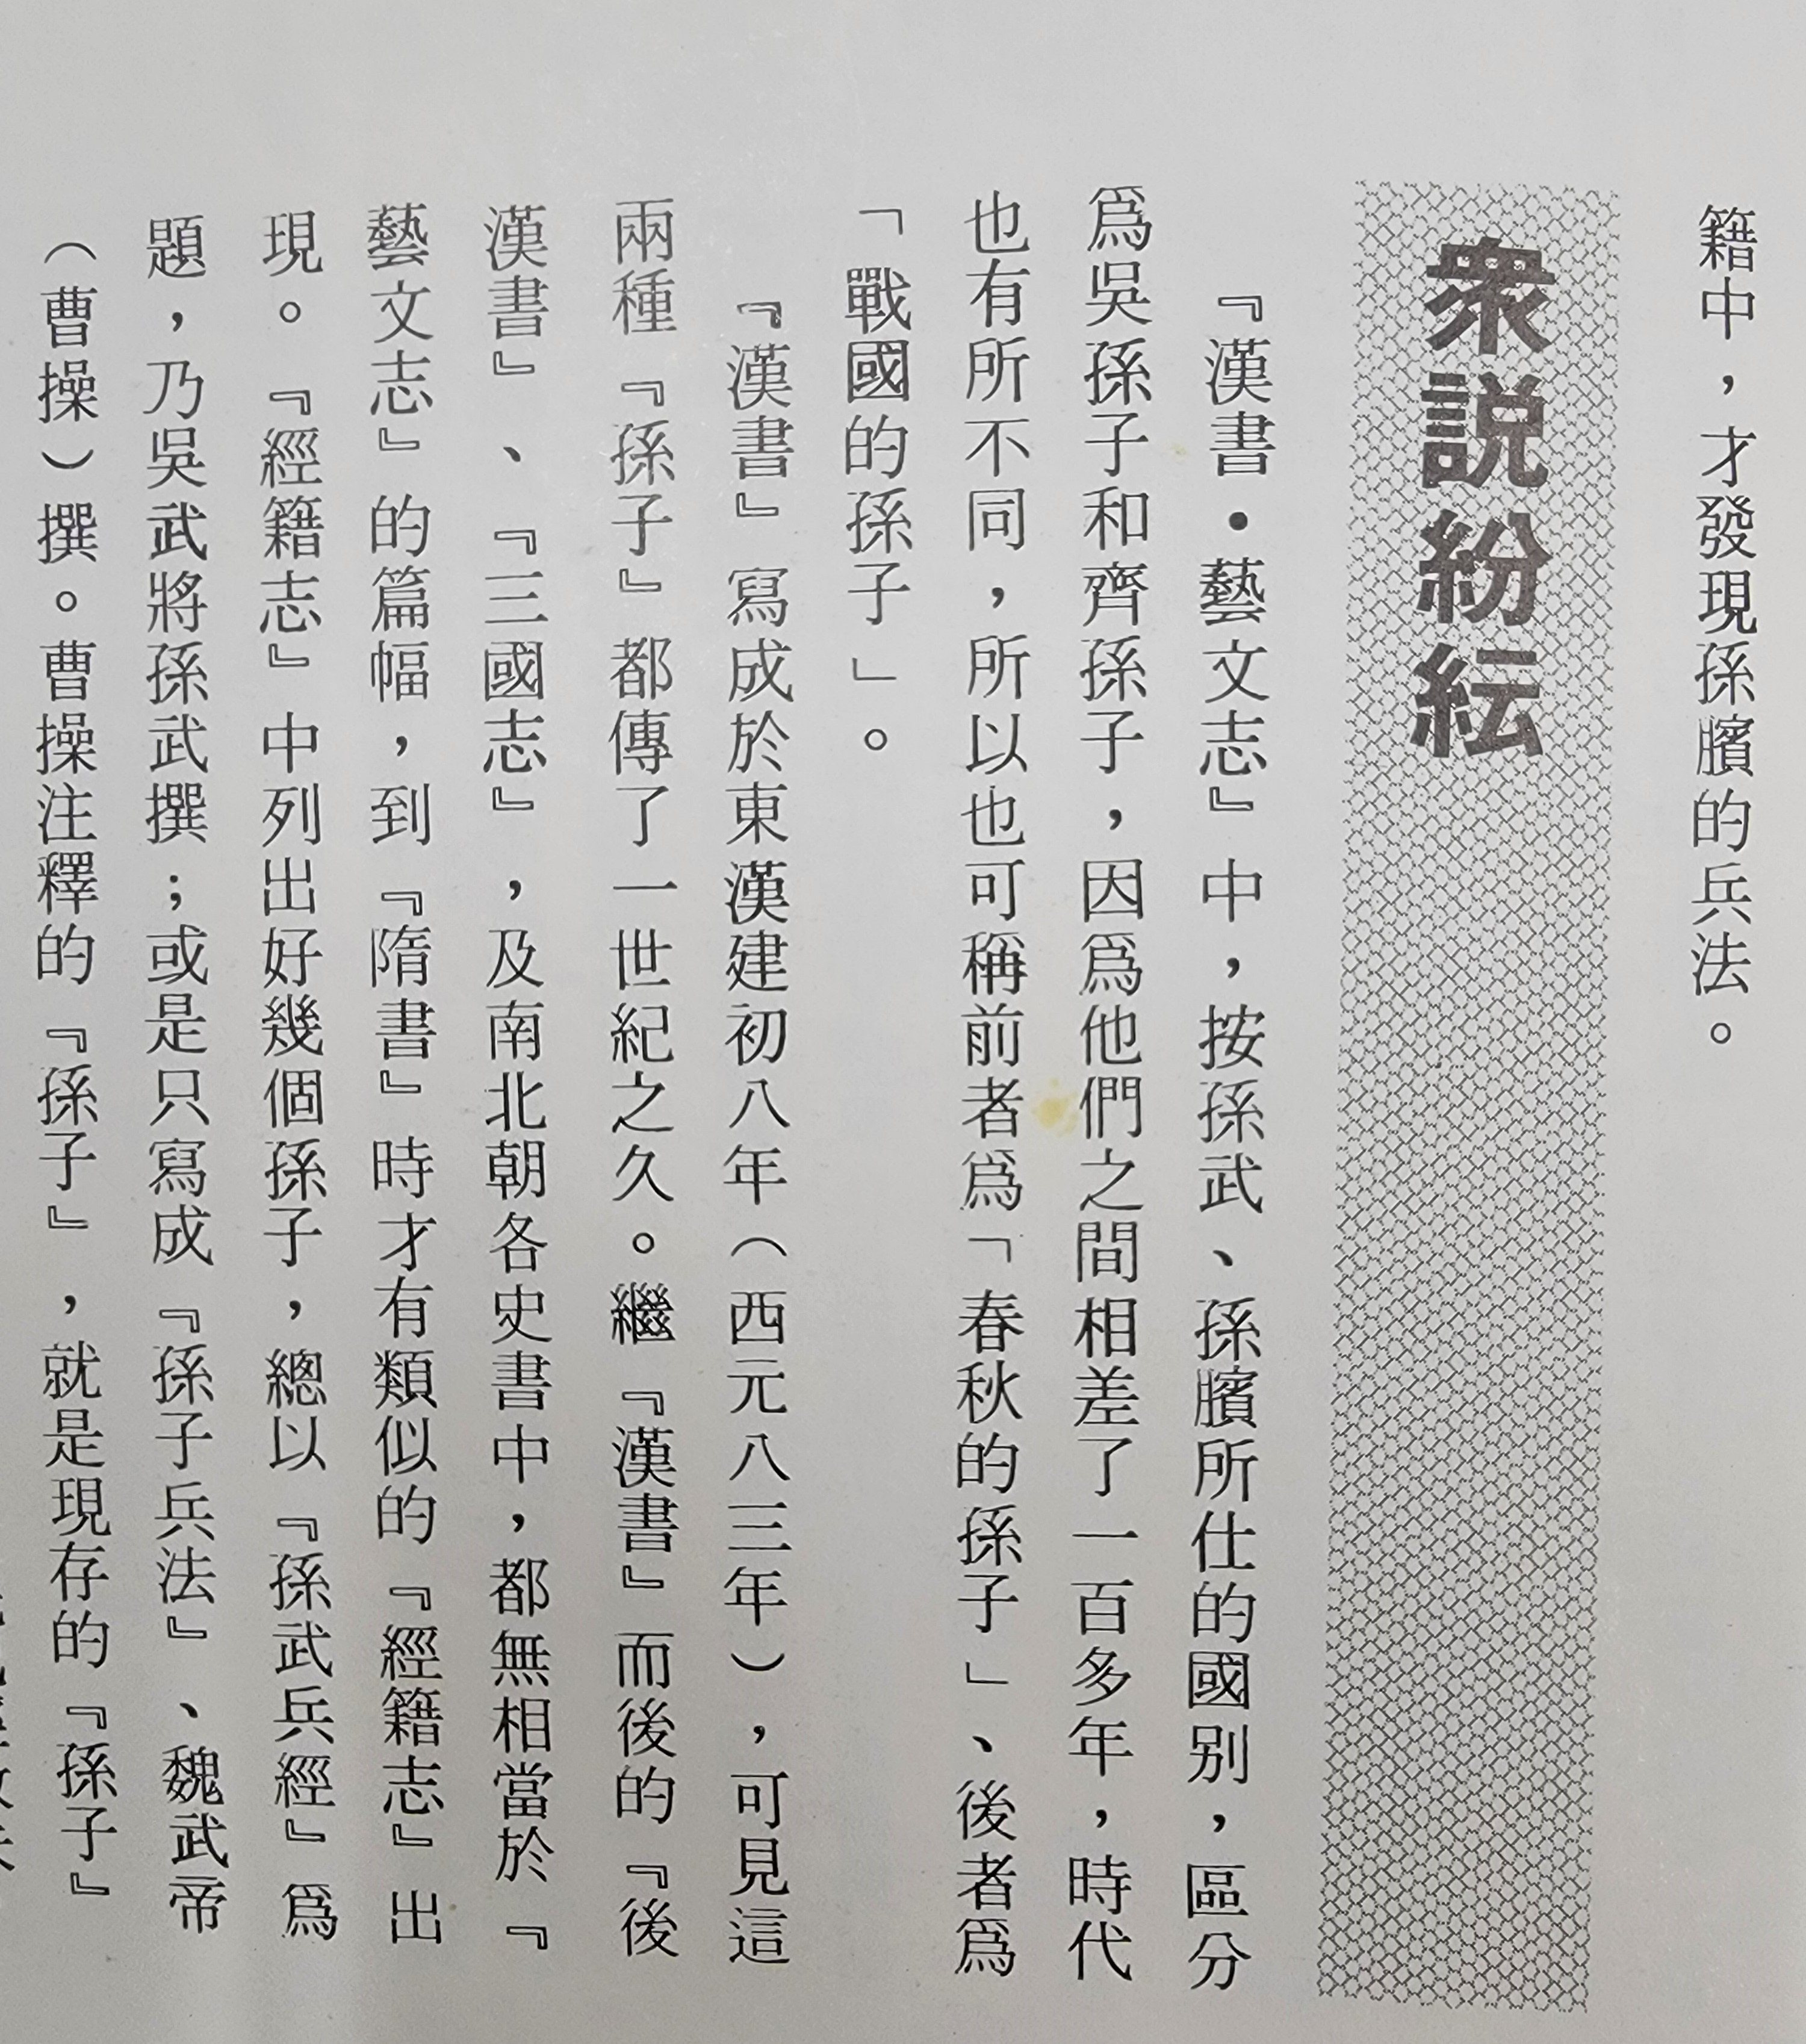 籍中，才發現孫臏的兵法。
衆説紛紜
『漢書•藝文志』中，按孫武、孫臏所仕的國別，區分
爲吳孫子和齊孫子，因爲他們之間相差了一百多年，時代
也有所不同，所以也可稱前者爲「春秋的孫子」、後者爲
「戰國的孫子」。
『漢書』寫成於東漢建初八年（西元八三年），可見這
兩種『孫子』都傳了一世紀之久。繼『漢書』而後的『後
漢書』、『三國志』，及南北朝各史書中，都無相當於『
藝文志』的篇幅，到『隋書』時才有類似的『經籍志』出
現。『經籍志』中列出好幾個孫子，總以『孫武兵經』爲
題，乃吳武將孫武撰；或是只寫成『孫子兵法』、魏武帝
（曹操）撰。曹操注釋的『孫子』，就是現存的『孫子』